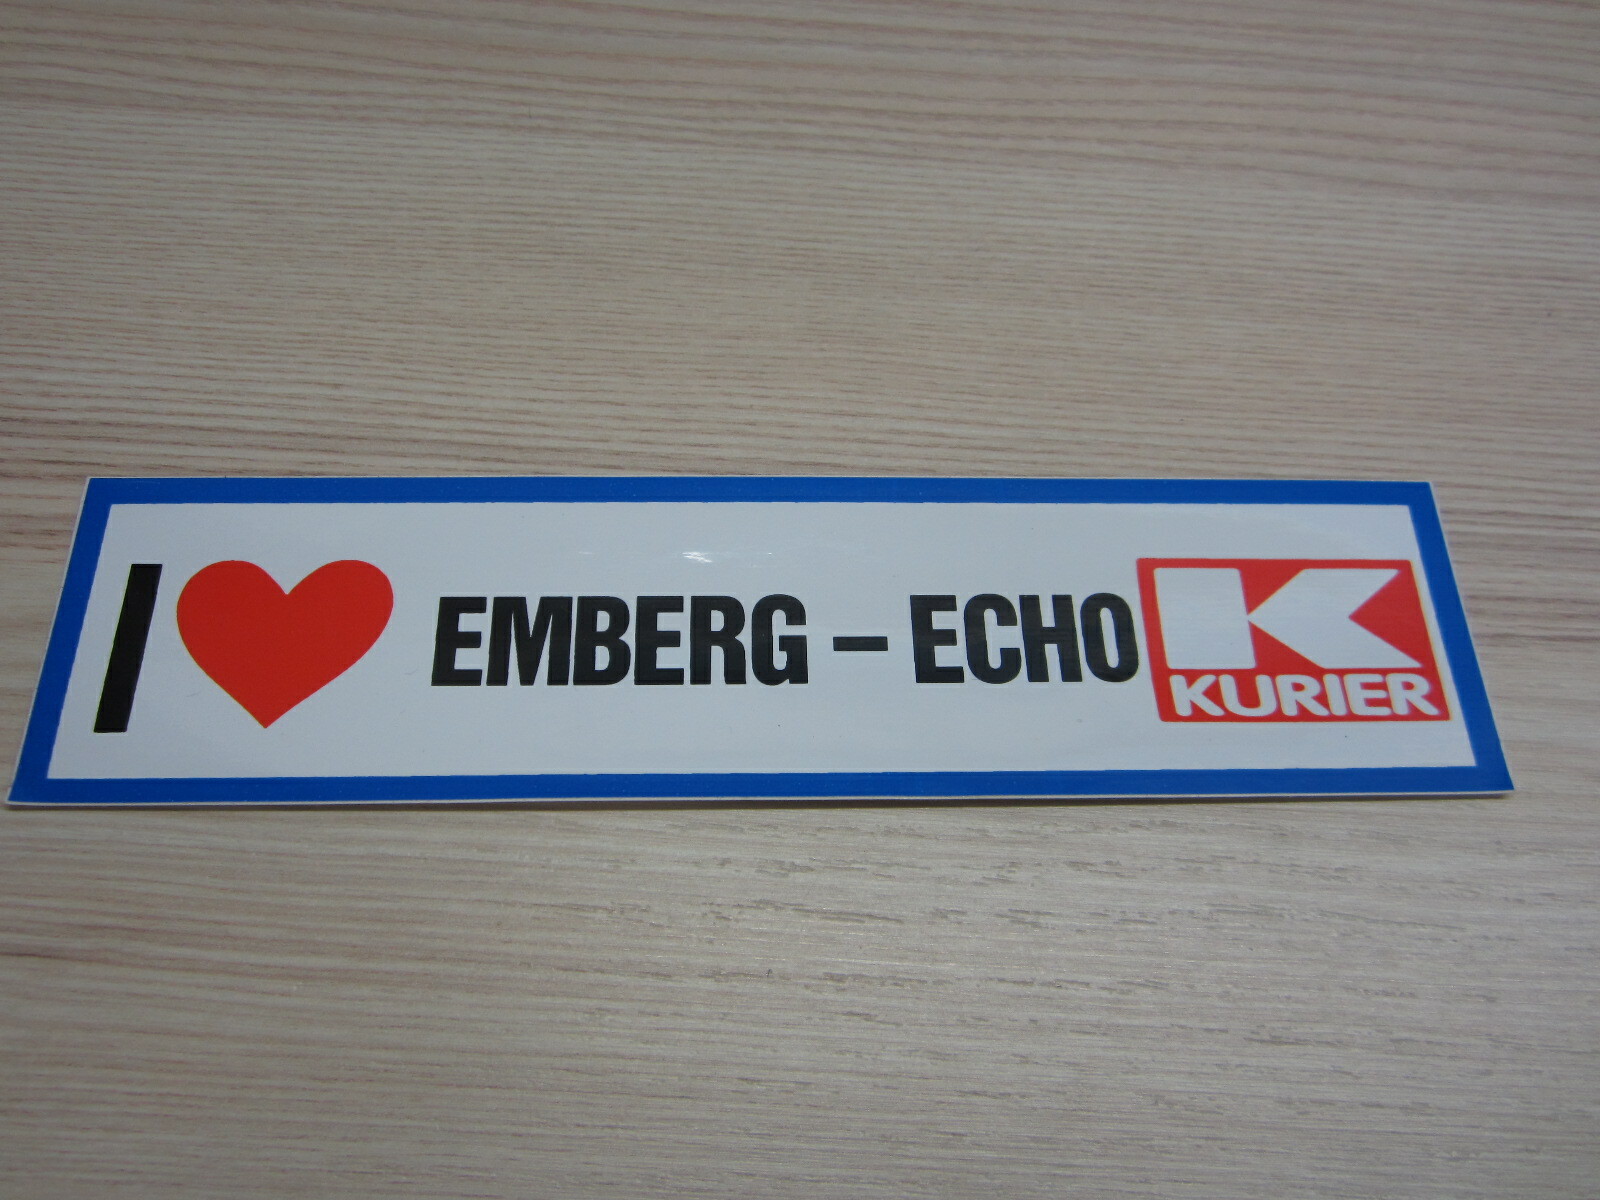 I ❤ EMBERG – ECHO K
KURIER